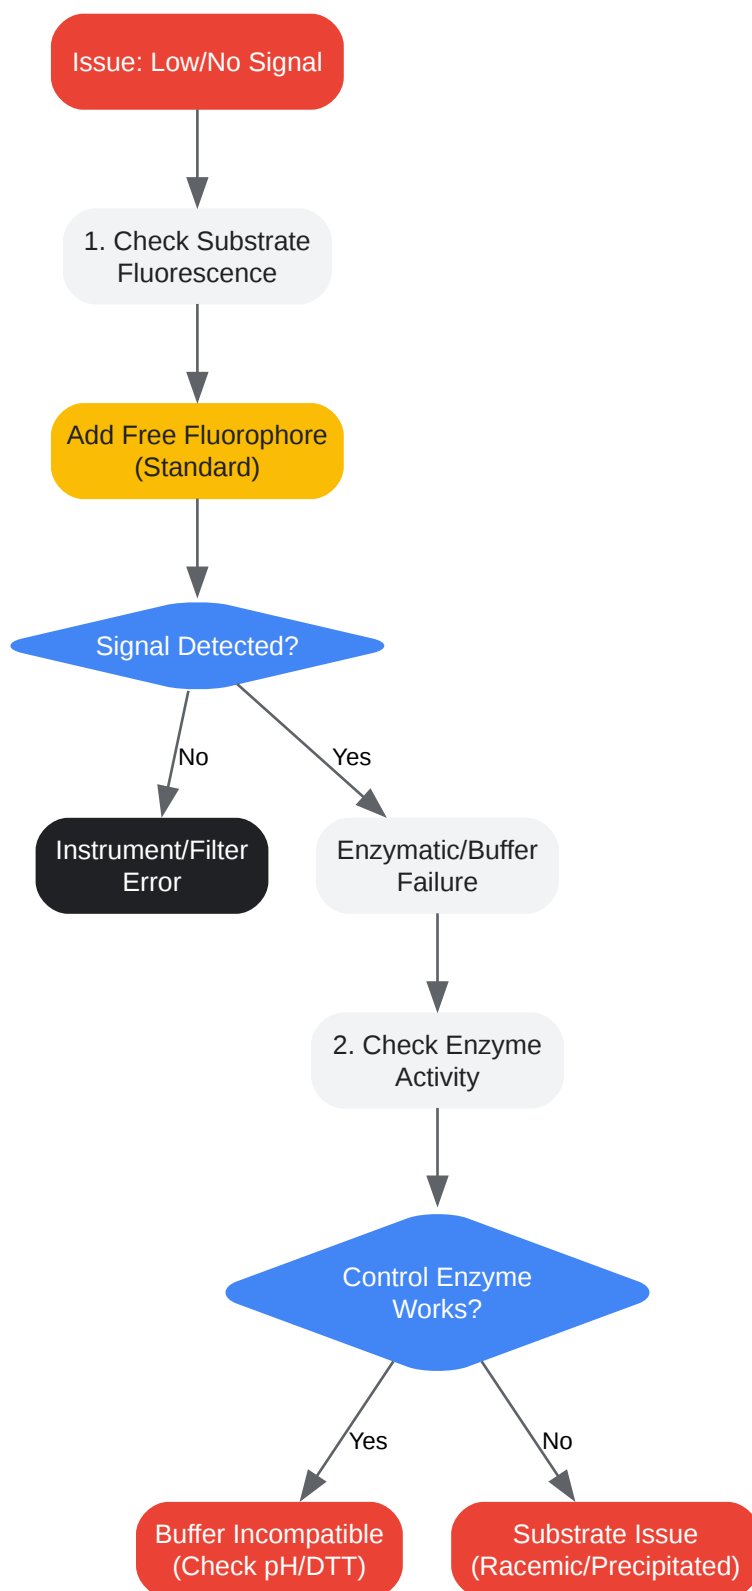 Issue: Low/No Signal
1. Check Substrate
Fluorescence
Add Free Fluorophore
(Standard)
Signal Detected?
No
Yes
Instrument/Filter
Error
Enzymatic/Buffer
Failure
2. Check Enzyme
Activity
Control Enzyme
Works?
Yes
No
Buffer Incompatible
(Check pH/DTT)
Substrate Issue
(Racemic/Precipitated)